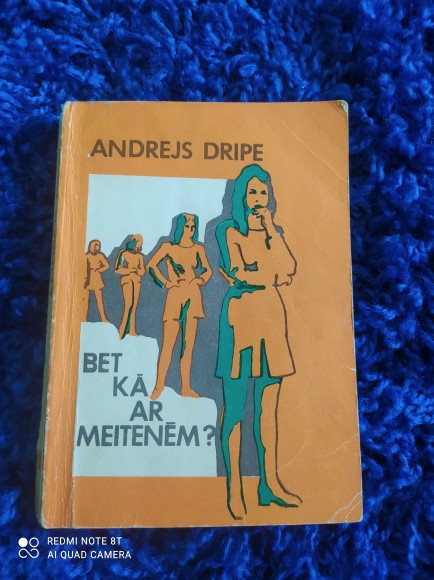 ANDREJS DRIPE
BET
KĀ
AR
MEITENĒM?
REDMI NOTE 8T
AI QUAD CAMERA